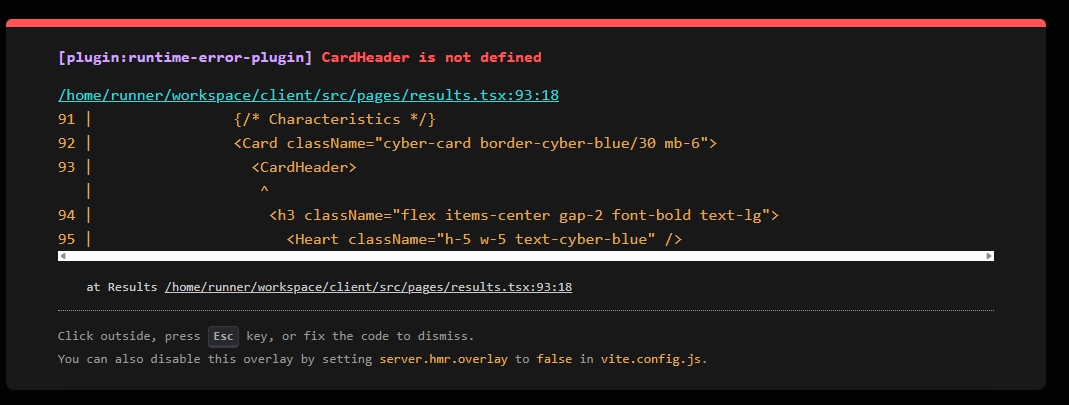 [plugin:runtime-error-plugin] CardHeader is not defined
/home/runner/workspace/client/src/pages/results.tsx:93:18
91 |                {/* Characteristics */}
92 |                <Card className="cyber-card border-cyber-blue/30 mb-6">
93 |                  <CardHeader>
   |                   ^
94 |                    <h3 className="flex items-center gap-2 font-bold text-lg">
95 |                      <Heart className="h-5 w-5 text-cyber-blue" />
at Results /home/runner/workspace/client/src/pages/results.tsx:93:18
Click outside, press Esc key, or fix the code to dismiss.
You can also disable this overlay by setting server.hmr.overlay to false in vite.config.js.